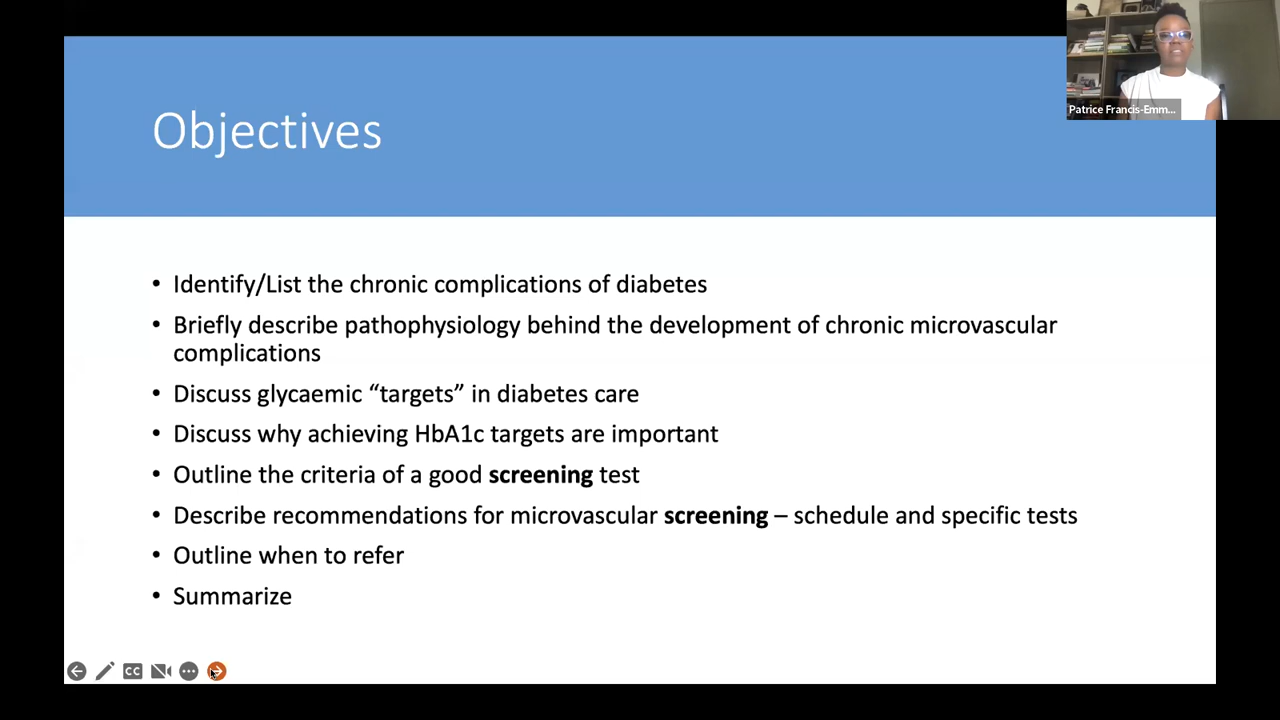 Objectives
• Identify/List the chronic complications of diabetes
• Briefly describe pathophysiology behind the development of chronic microvascular
complications
• Discuss glycaemic “targets” in diabetes care
• Discuss why achieving HbA1c targets are important
• Outline the criteria of a good screening test
• Describe recommendations for microvascular screening – schedule and specific tests
• Outline when to refer
• Summarize
Patrice Francis-Emm...
CC